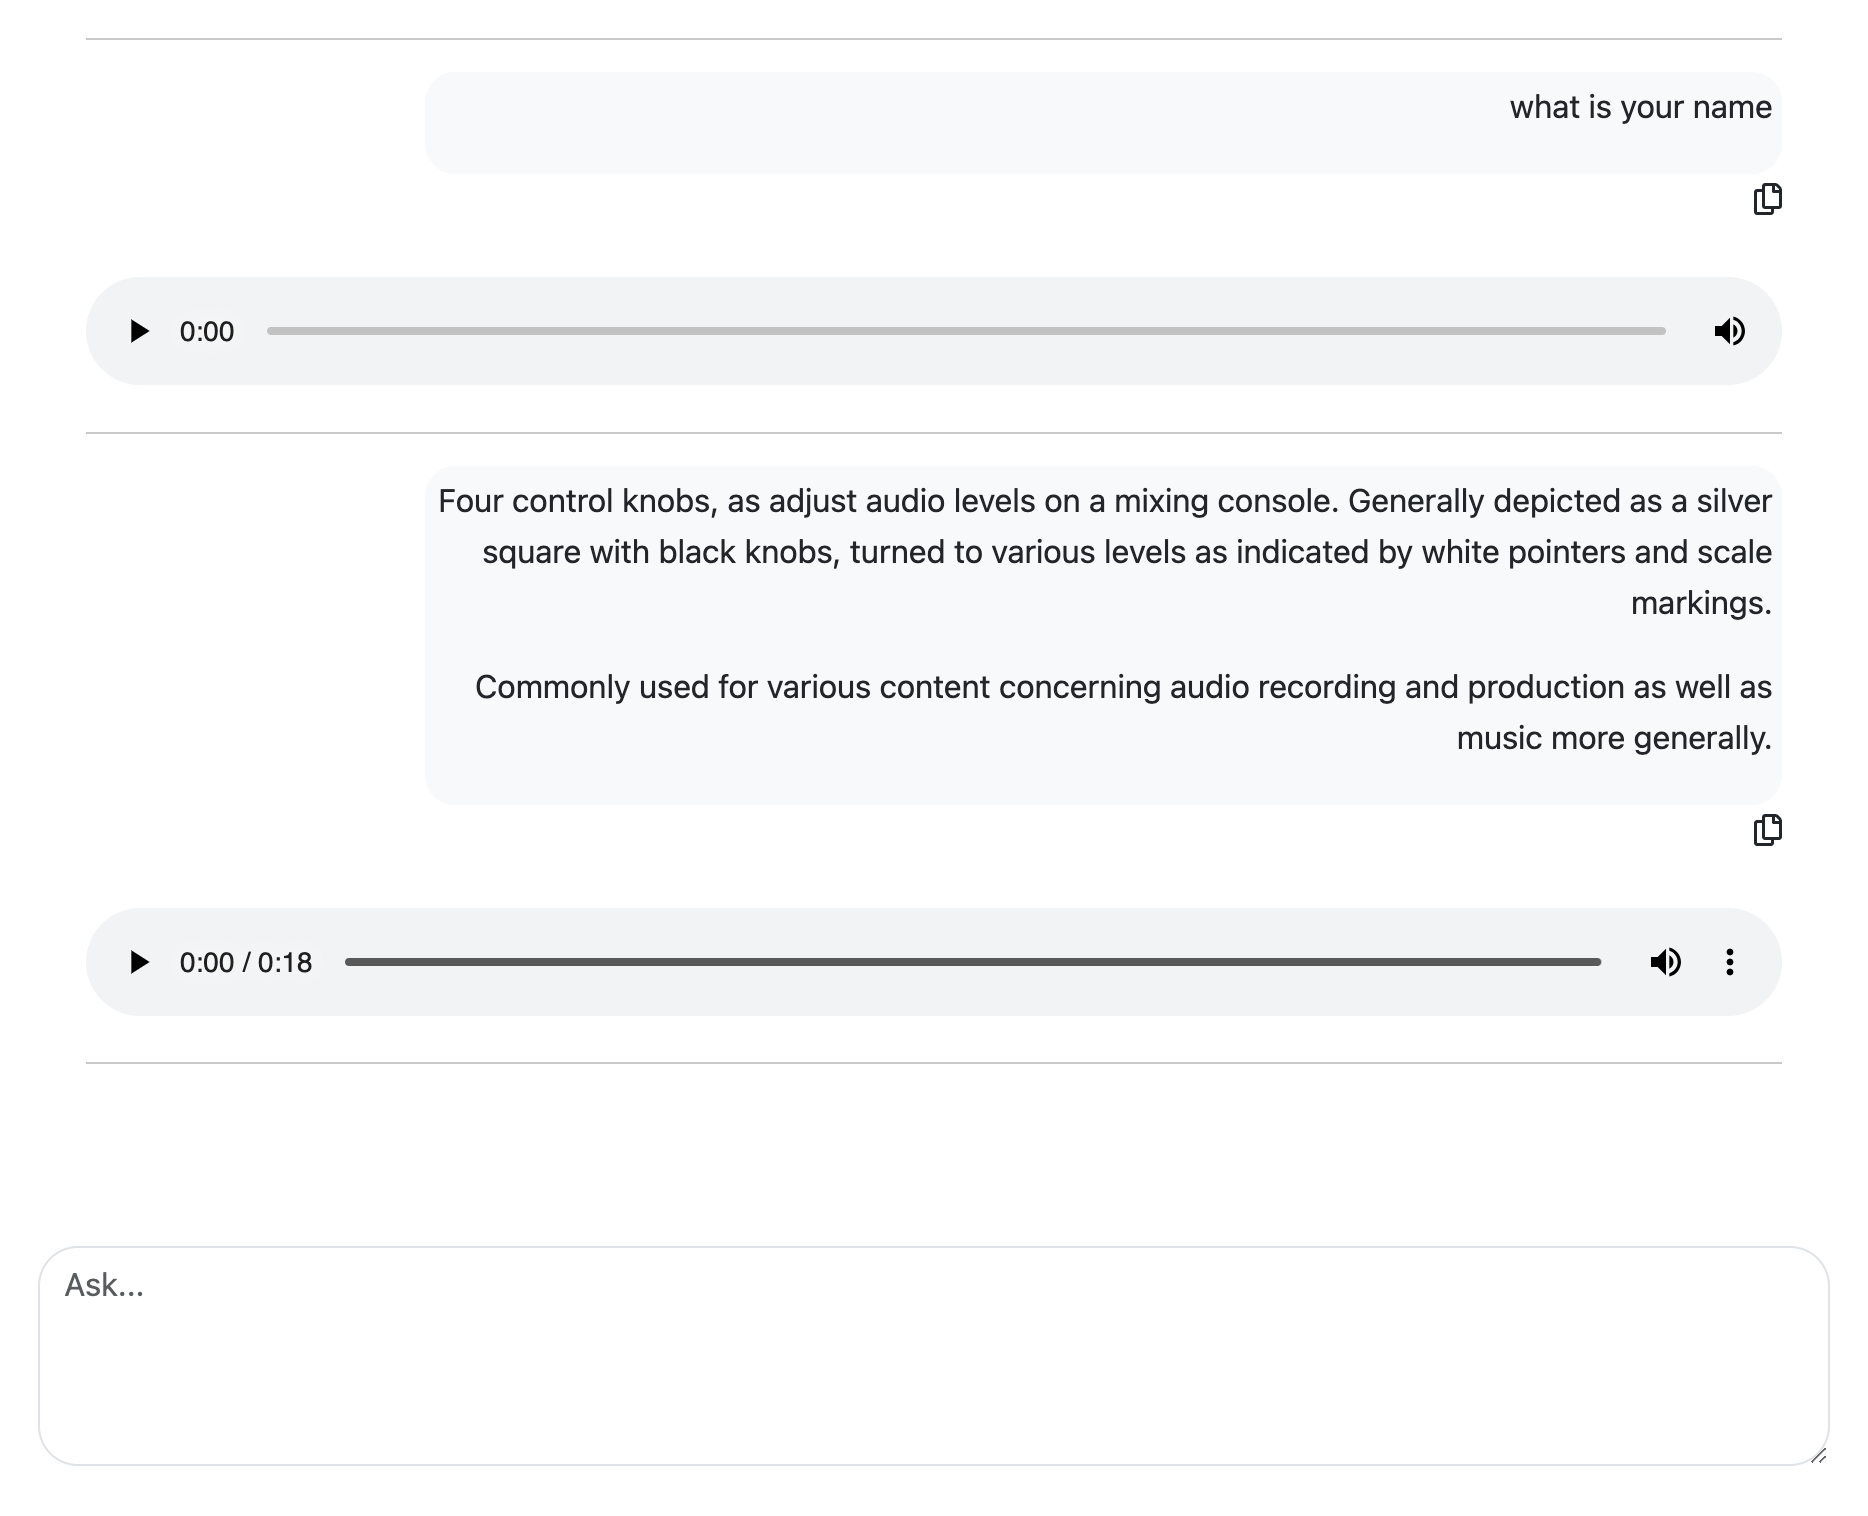 what is your name
0:00
Four control knobs, as adjust audio levels on a mixing console. Generally depicted as a silver
square with black knobs, turned to various levels as indicated by white pointers and scale
markings.
Commonly used for various content concerning audio recording and production as well as
music more generally.
0:00 / 0:18
Ask...